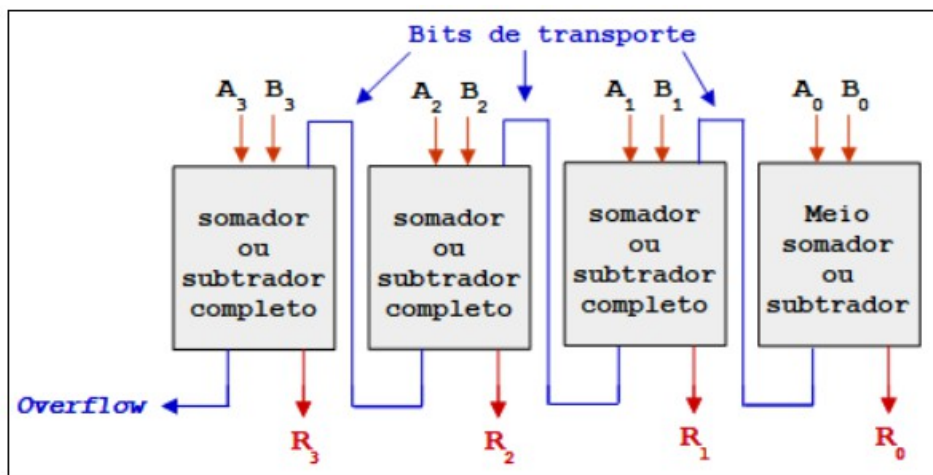 Bits de transporte
A3 B3
A2 B2
A1 B1
A0 B0
somador
ou
subtrador
completo
somador
ou
subtrador
completo
somador
ou
subtrador
completo
Meio
somador
ou
subtrador
Overflow
R3
R2
R1
R0